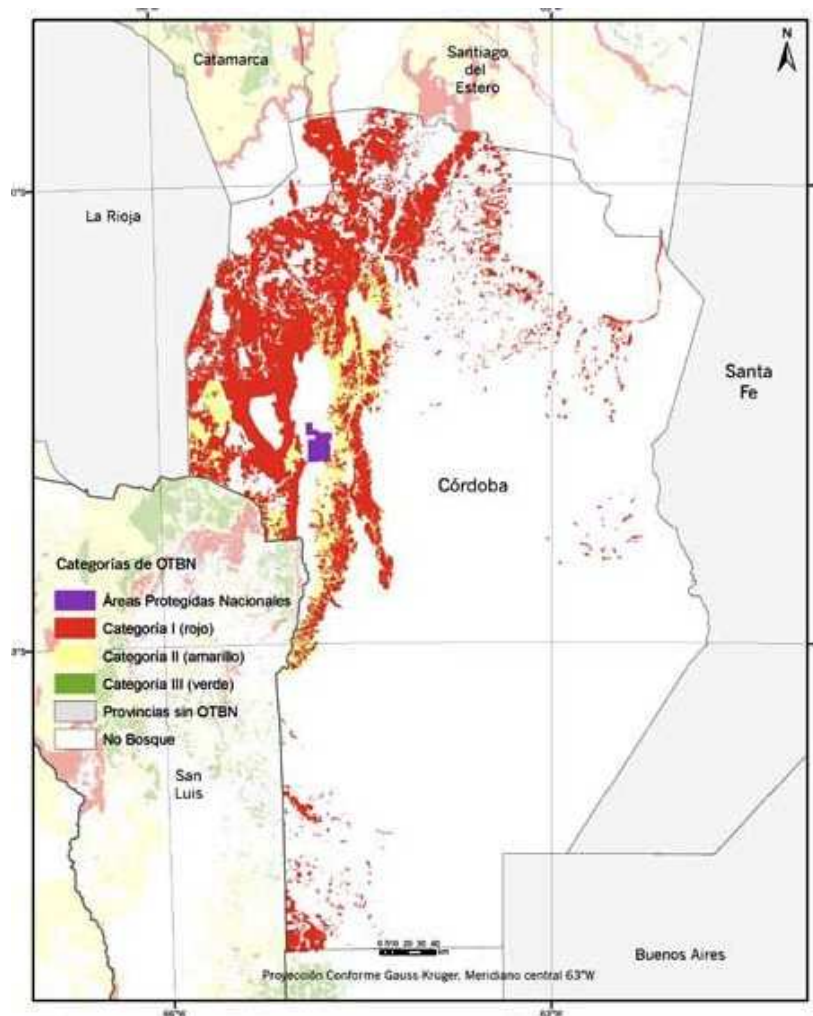 N
Catamarca
Santiago
del
Estero
La Rioja
Santa
Fe
Córdoba
Categorías de OTBN
Áreas Protegidas Nacionales
Categoría I (rojo)
Categoría II (amarillo)
Categoría III (verde)
Provincias sin OTBN
No Bosque
San
Luis
Buenos Aires
Proyección Conforme Gauss-Kruger. Meridiano central 63°W